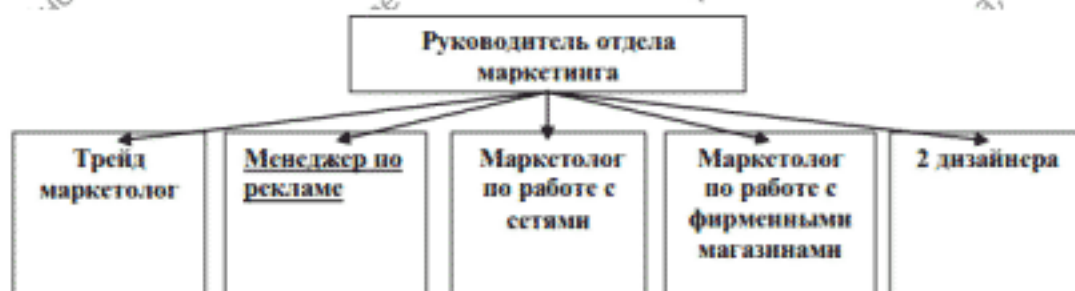 Руководитель отдела
маркетинга
Трейд
маркетолог
Менеджер по
рекламе
Маркетолог
по работе с
сетями
Маркетолог
по работе с
фирменными
магазинами
2 дизайнера